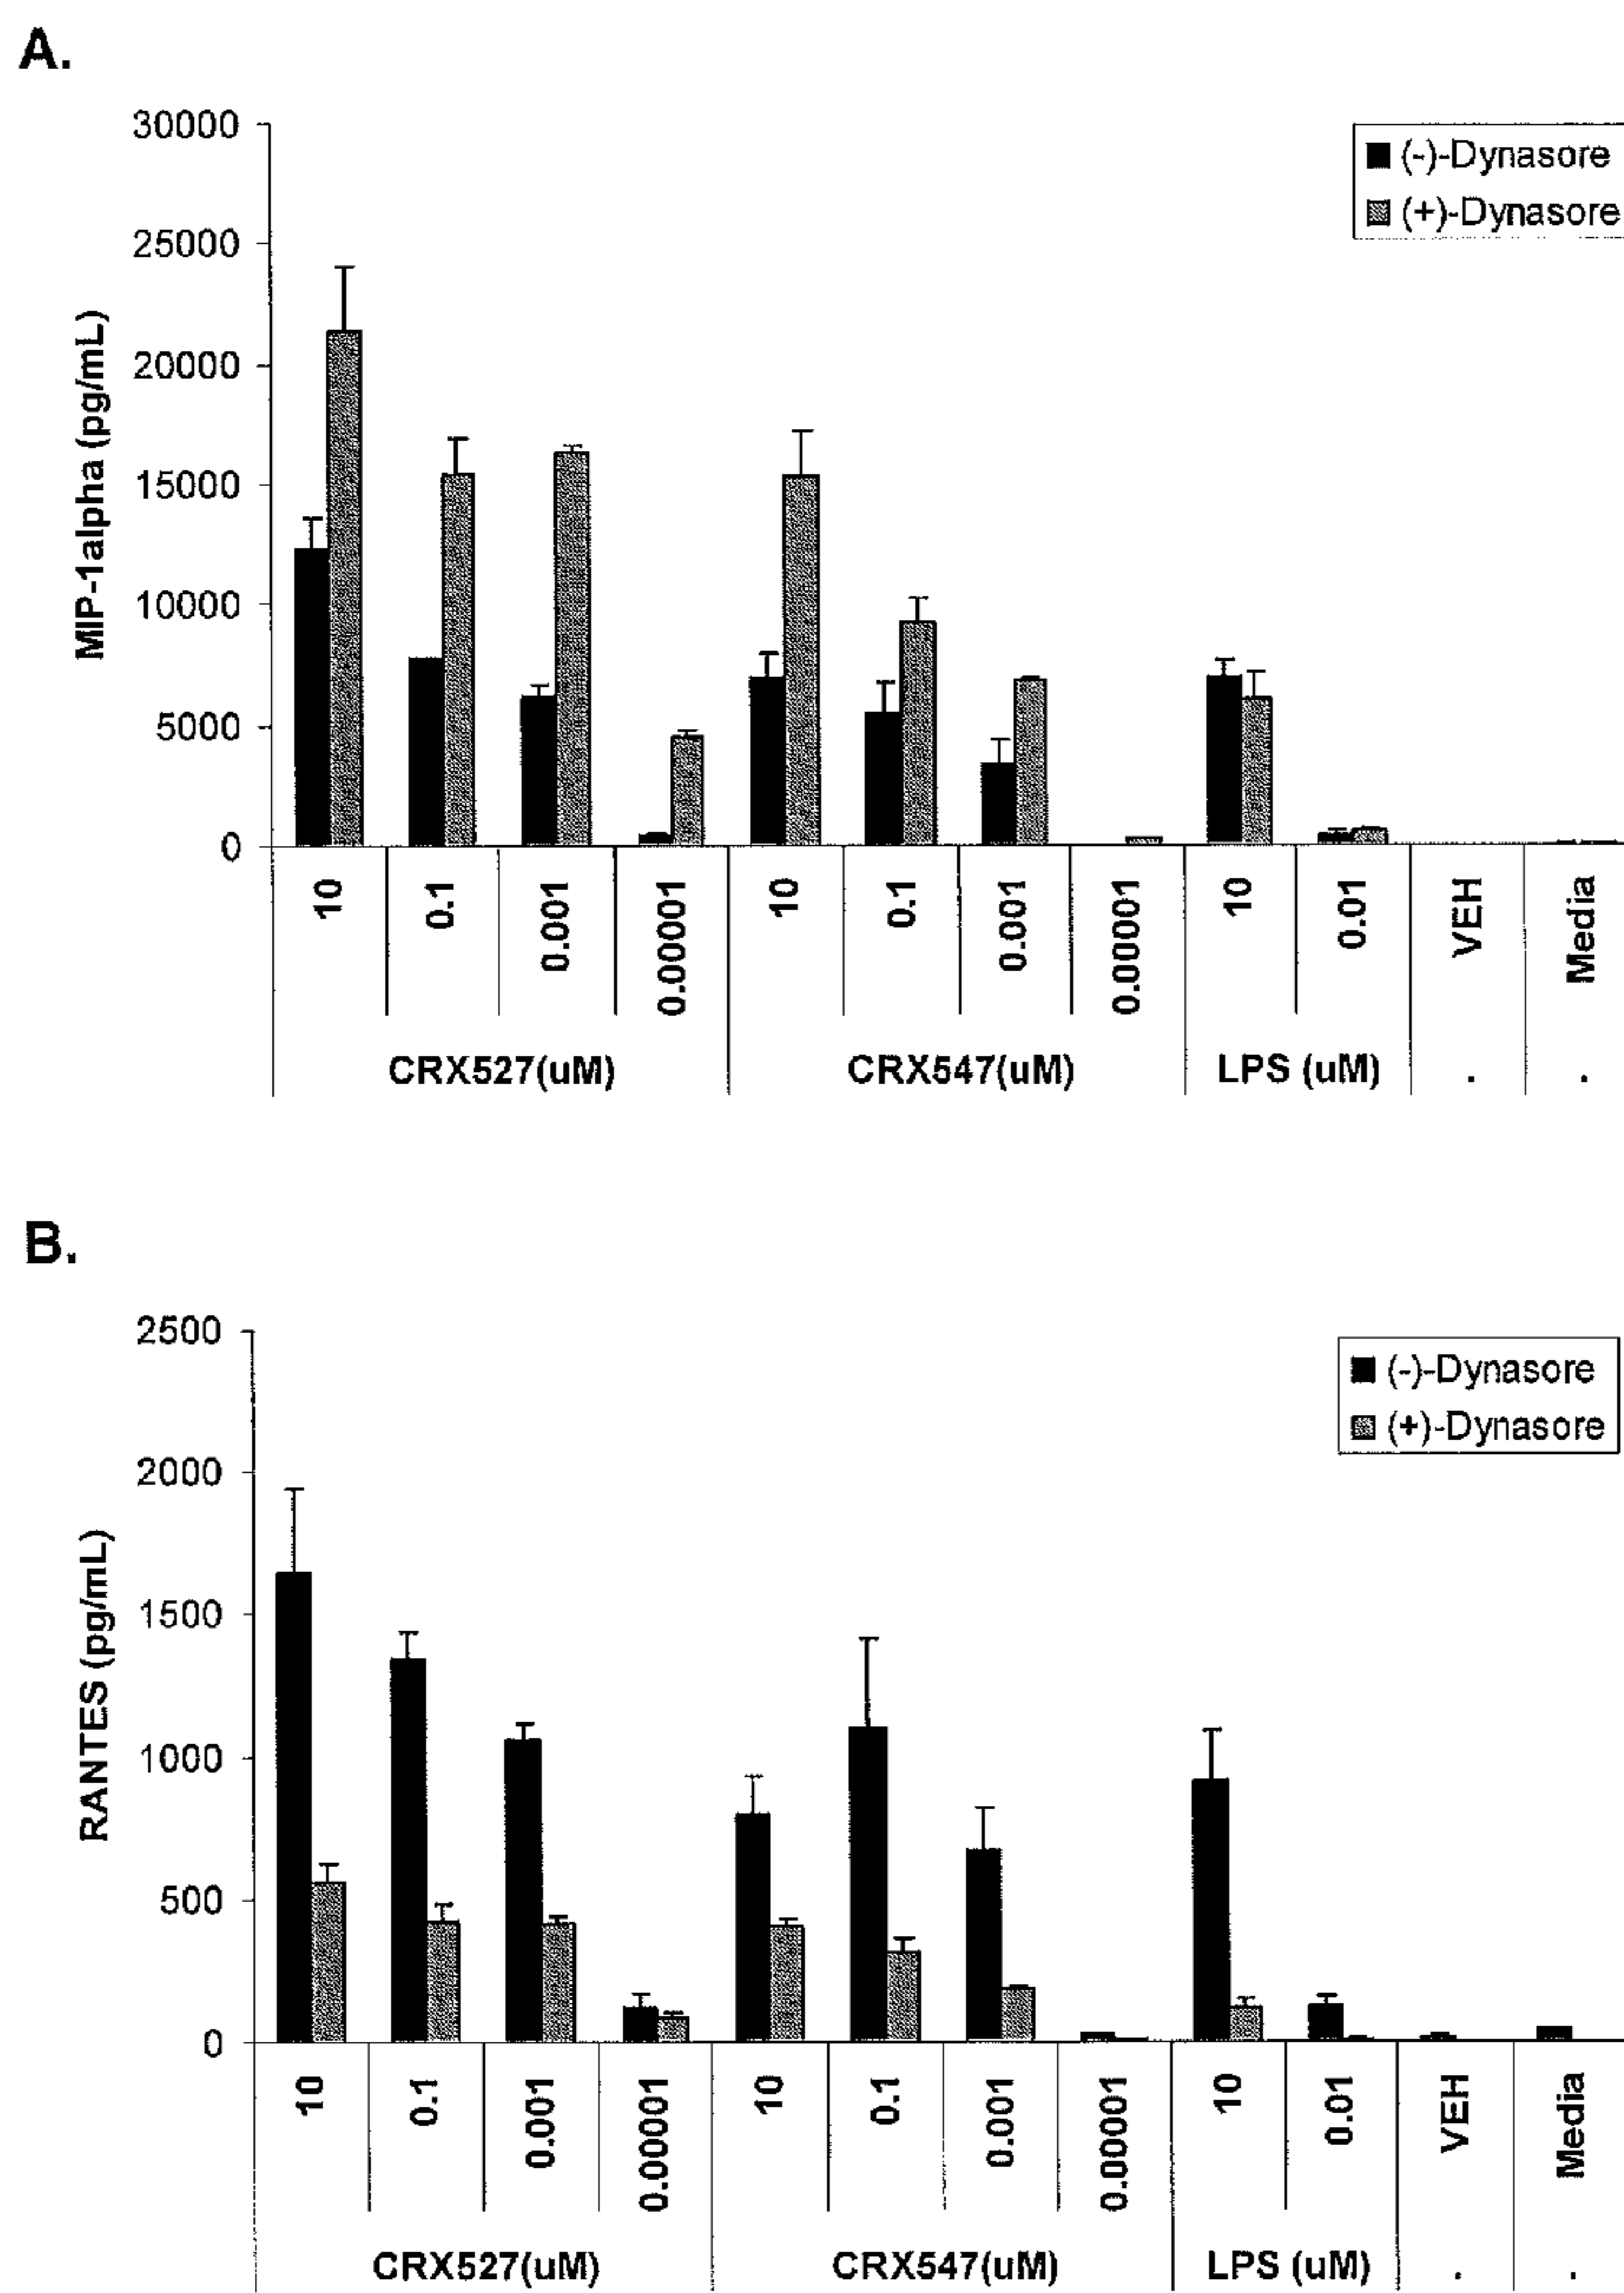 A.
30000
25000
20000
15000
10000
5000
0
MIP-1alpha (pg/mL)
(-)-Dynasore
(+)-Dynasore
10 0.1 0.001 0.00001 10 0.1 0.001 0.00001 10 0.01 VEH Media
CRX527(uM) CRX547(uM) LPS (uM) . .
B.
2500
2000
1500
1000
500
0
RANTES (pg/mL)
(-)-Dynasore
(+)-Dynasore
10 0.1 0.001 0.00001 10 0.1 0.001 0.00001 10 0.01 VEH Media
CRX527(uM) CRX547(uM) LPS (uM) . .